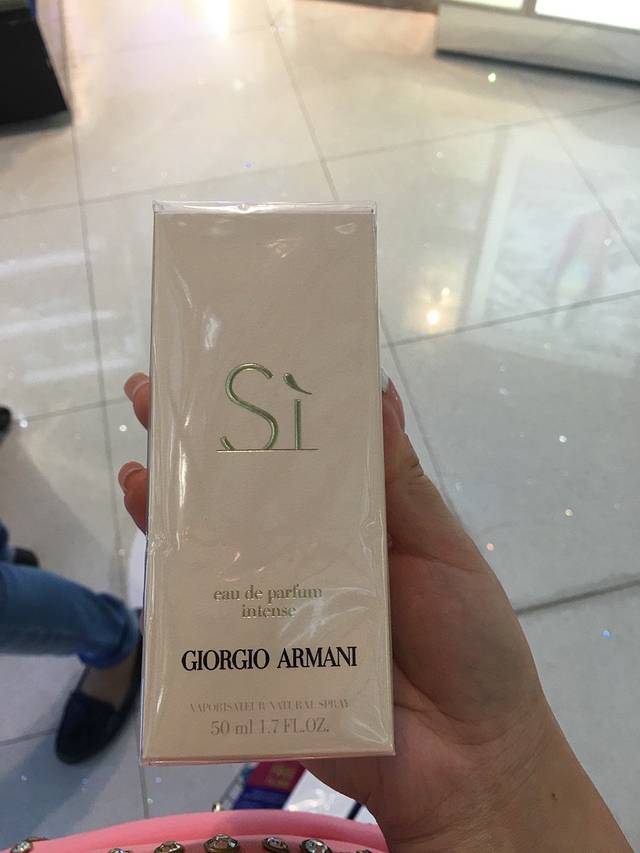 Sì
eau de parfum
intense
GIORGIO ARMANI
VAPORISATEUR NATURAL SPRAY
50 ml 1.7 FL.OZ.